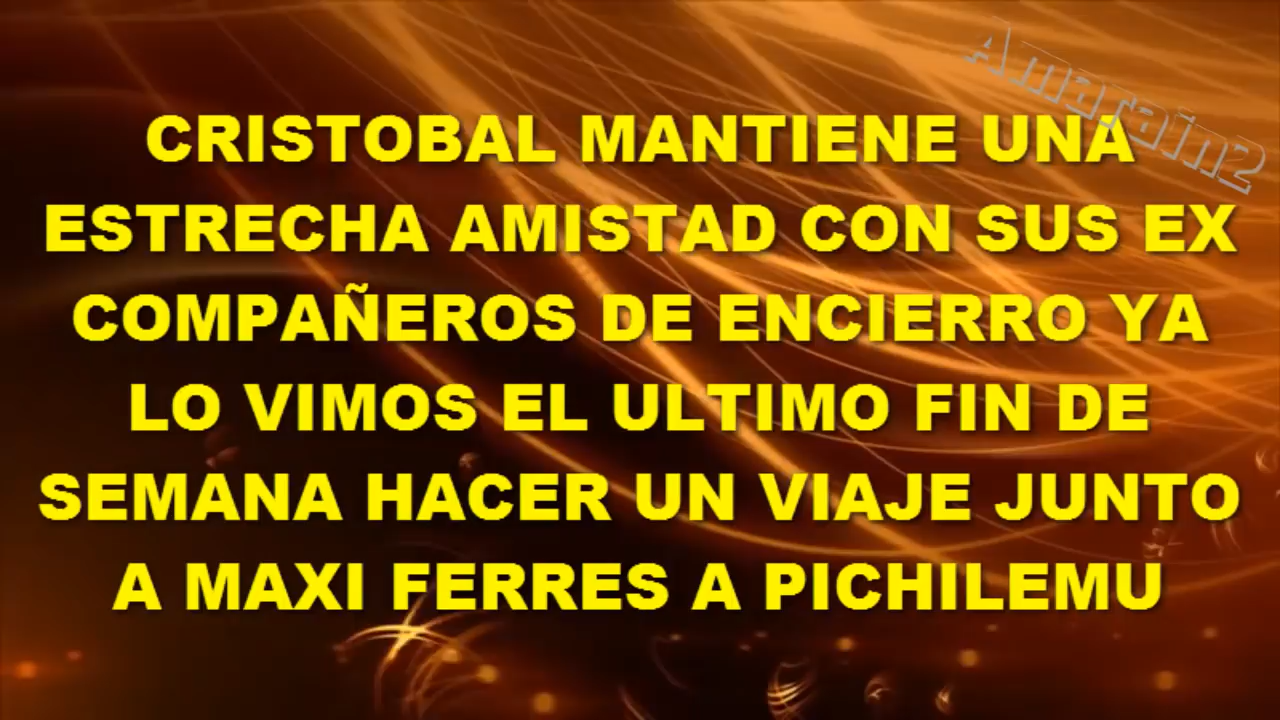 Amarain2
CRISTOBAL MANTIENE UNA
ESTRECHA AMISTAD CON SUS EX
COMPAÑEROS DE ENCIERRO YA
LO VIMOS EL ULTIMO FIN DE
SEMANA HACER UN VIAJE JUNTO
A MAXI FERRES A PICHILEMU